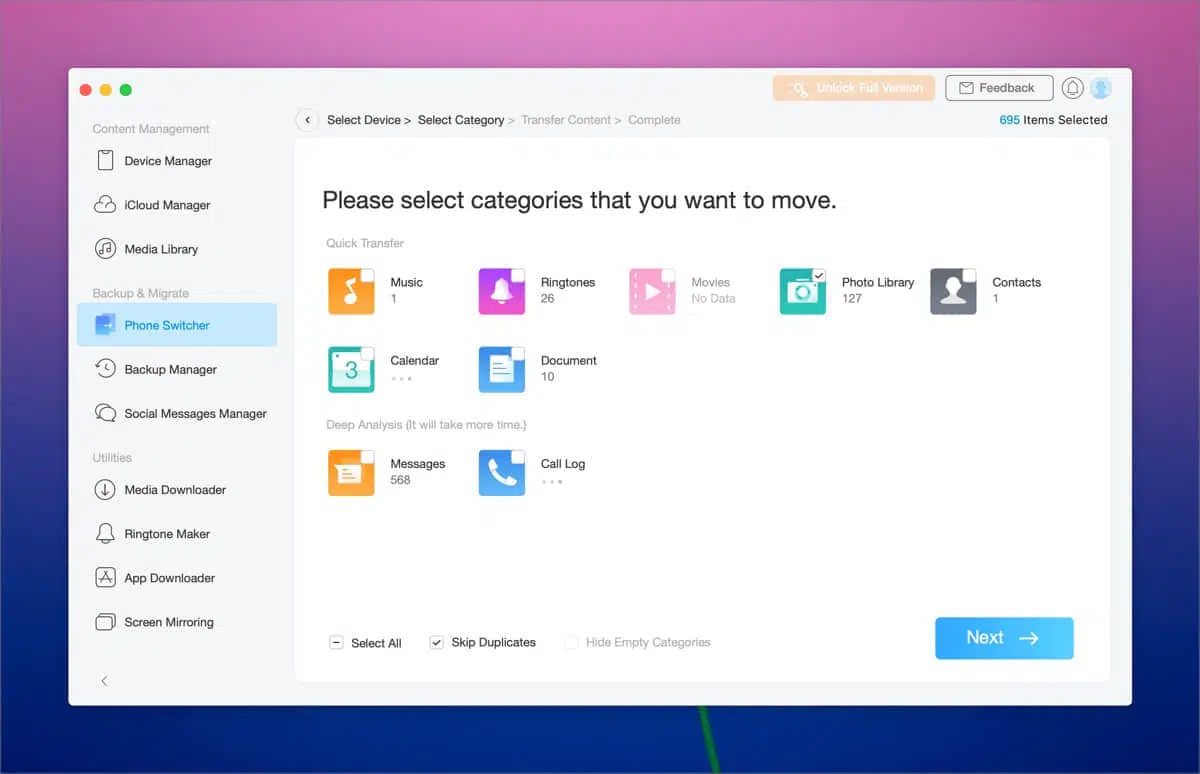 Unlock Full Version
Feedback
Select Device > Select Category > Transfer Content > Complete
695 Items Selected
Content Management
Device Manager
iCloud Manager
Media Library
Backup & Migrate
Phone Switcher
Backup Manager
Social Messages Manager
Utilities
Media Downloader
Ringtone Maker
App Downloader
Screen Mirroring
Please select categories that you want to move.
Quick Transfer
Music
1
Ringtones
26
Movies
No Data
Photo Library
127
Contacts
1
3
Calendar
Document
10
Deep Analysis (It will take more time.)
Messages
568
Call Log
Select All
Skip Duplicates
Hide Empty Categories
Next